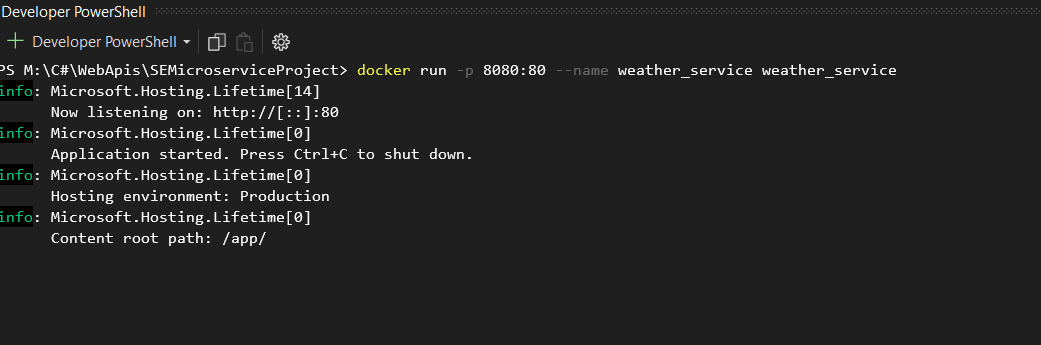 Developer PowerShell
Developer PowerShell
PS M:\C#\WebApis\SEMicroserviceProject> docker run -p 8080:80 --name weather_service weather_service
info: Microsoft.Hosting.Lifetime[14]
Now listening on: http://[::]:80
info: Microsoft.Hosting.Lifetime[0]
Application started. Press Ctrl+C to shut down.
info: Microsoft.Hosting.Lifetime[0]
Hosting environment: Production
info: Microsoft.Hosting.Lifetime[0]
Content root path: /app/